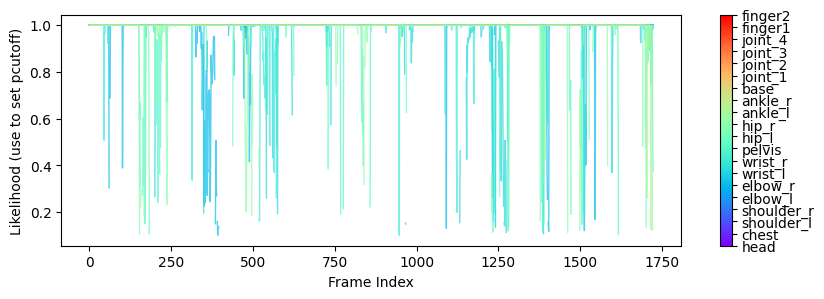 Likelihood (use to set pcutoff)
1.0
0.8
0.6
0.4
0.2
0
250
500
750
1000
1250
1500
1750
Frame Index
finger2
finger1
joint_4
joint_3
joint_2
joint_1
base
ankle_r
ankle_l
hip_r
hip_l
pelvis
wrist_r
wrist_l
elbow_r
elbow_l
shoulder_r
shoulder_l
chest
head